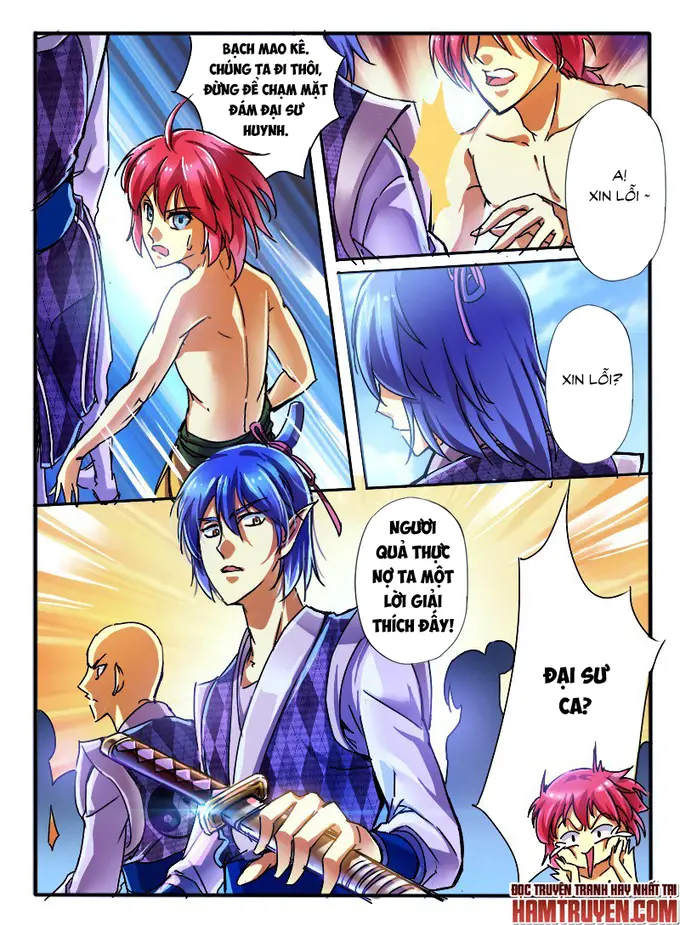 BẠCH MAO KÊ.
CHÚNG TA ĐI THÔI,
ĐỪNG ĐỂ CHẠM MẶT
ĐÁM ĐẠI SƯ
HUYNH.
A!
XIN LỖI ~
XIN LỖI?
NGƯƠI
QUẢ THỰC
NỢ TA MỘT
LỜI GIẢI
THÍCH ĐẤY!
ĐẠI SƯ
CA?
ĐỌC TRUYỆN TRANH HAY NHẤT TẠI
HAMTRUYEN.COM